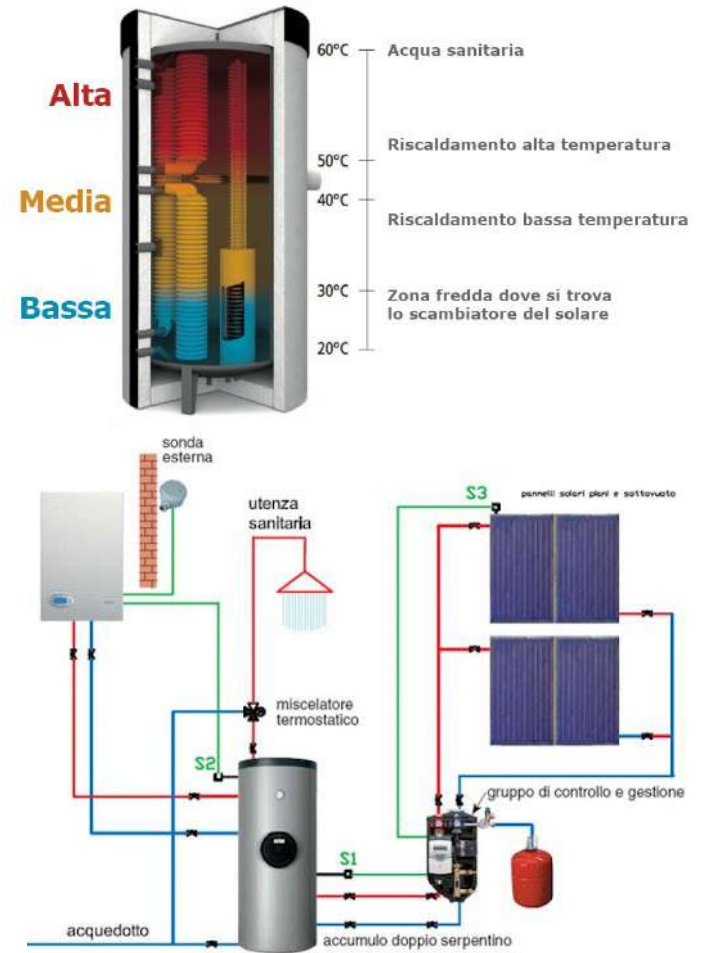 60°C
Acqua sanitaria
Alta
Riscaldamento alta temperatura
50°C
Media
40°C
Riscaldamento bassa temperatura
30°C
Zona fredda dove si trova
lo scambiatore del solare
Bassa
20°C
sonda
esterna
utenza
sanitaria
S3
pannelli solari piani e sottovuoto
miscelatore
termostatico
S2
gruppo di controllo e gestione
S1
acquedotto
accumulo doppio serpentino